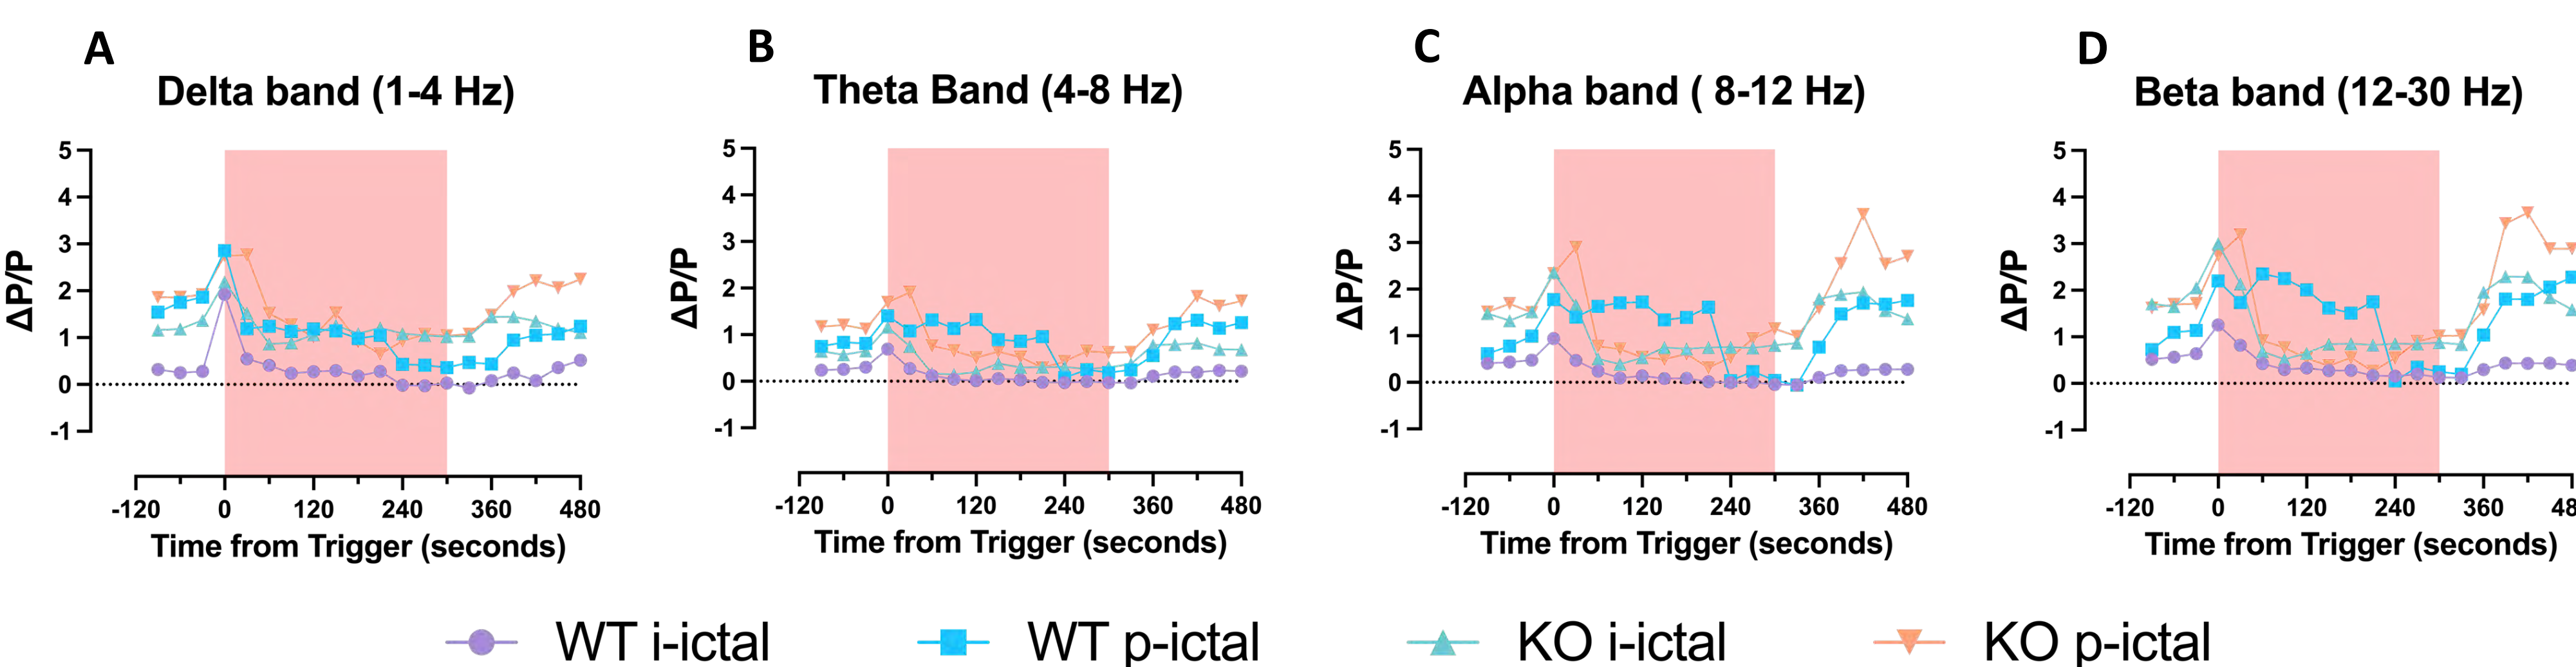 A
B
C
D
Delta band (1-4 Hz)
Theta Band (4-8 Hz)
Alpha band ( 8-12 Hz)
Beta band (12-30 Hz)
ΔP/P
5
4
3
2
1
0
-1
-120 0 120 240 360 480
Time from Trigger (seconds)
ΔP/P
5
4
3
2
1
0
-1
-120 0 120 240 360 480
Time from Trigger (seconds)
ΔP/P
5
4
3
2
1
0
-1
-120 0 120 240 360 480
Time from Trigger (seconds)
ΔP/P
5
4
3
2
1
0
-1
-120 0 120 240 360 48
Time from Trigger (seconds)
WT i-ictal WT p-ictal KO i-ictal KO p-ictal